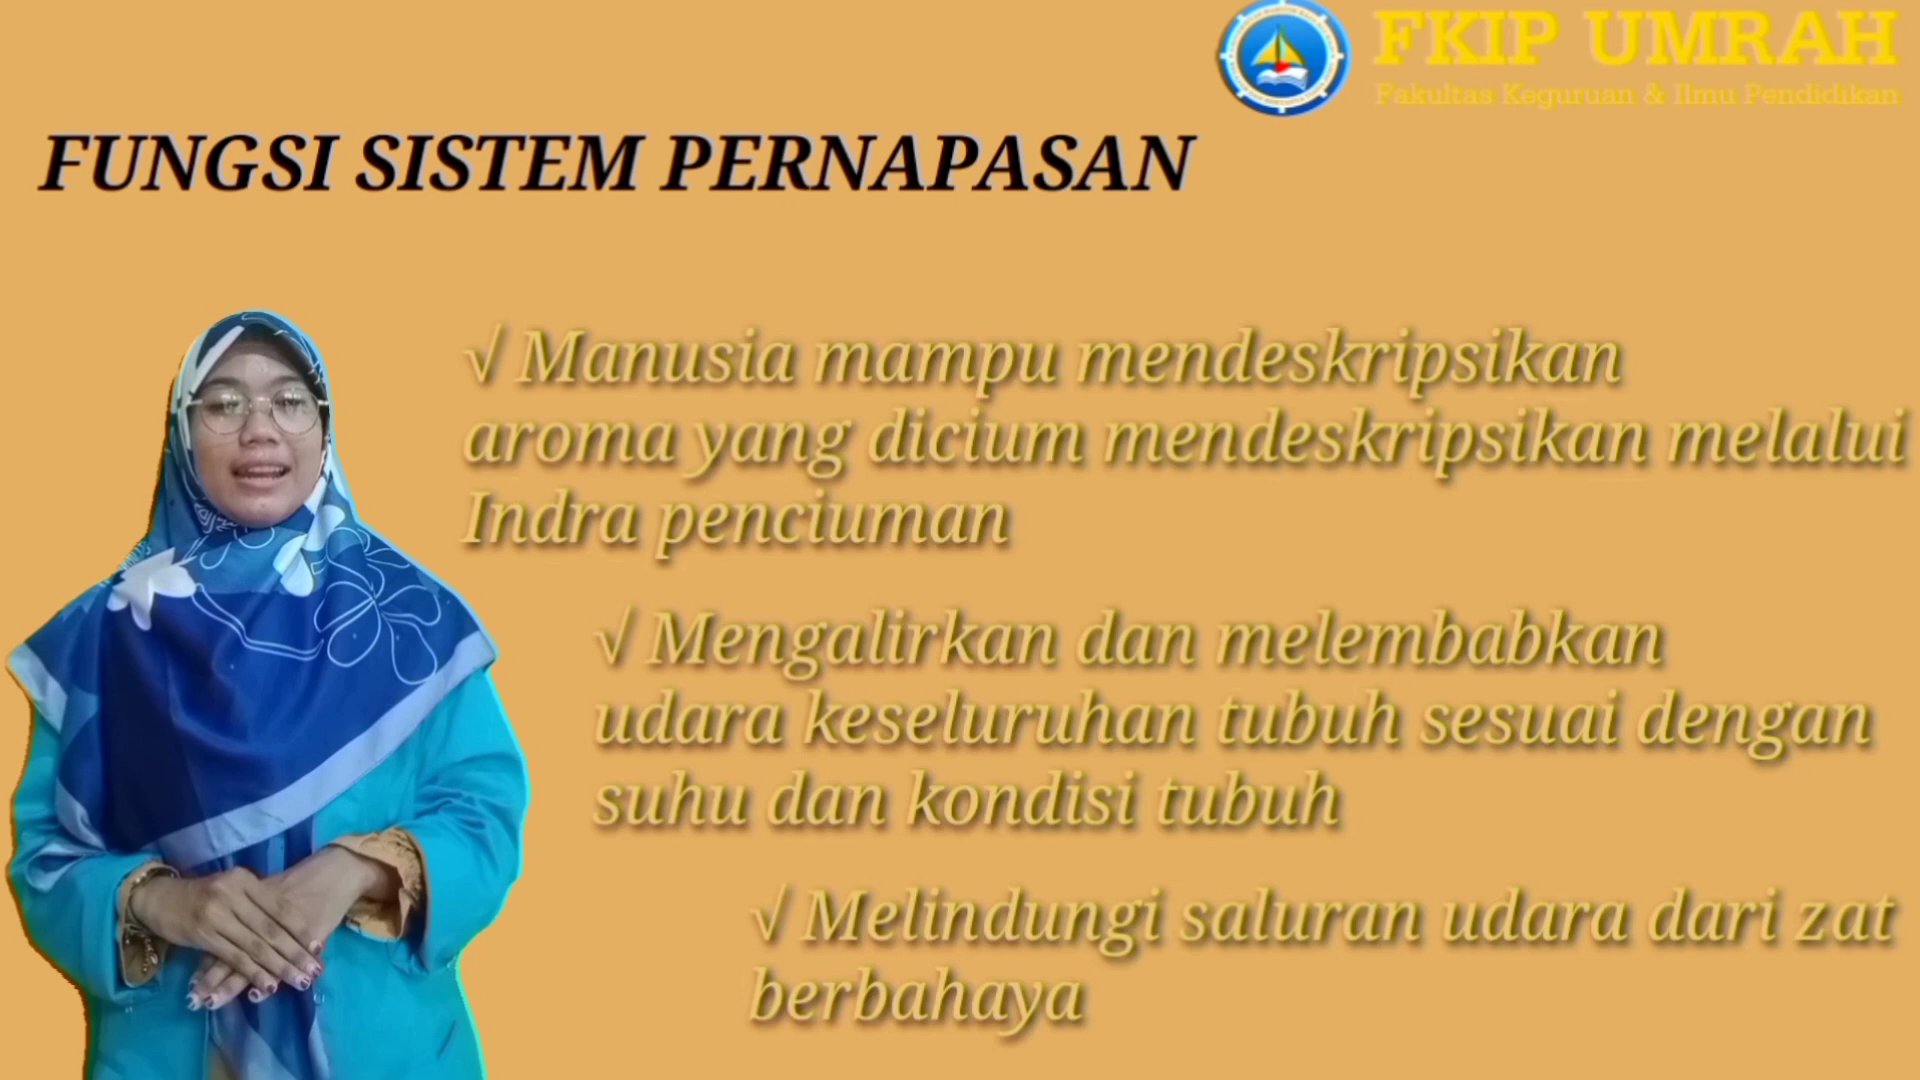 FKIP UMRAH
Fakultas Keguruan & Ilmu Pendidikan
FUNGSI SISTEM PERNAPASAN
√ Manusia mampu mendeskripsikan
aroma yang dicium mendeskripsikan melalui
Indra penciuman
√ Mengalirkan dan melembabkan
udara keseluruhan tubuh sesuai dengan
suhu dan kondisi tubuh
√ Melindungi saluran udara dari zat
berbahaya